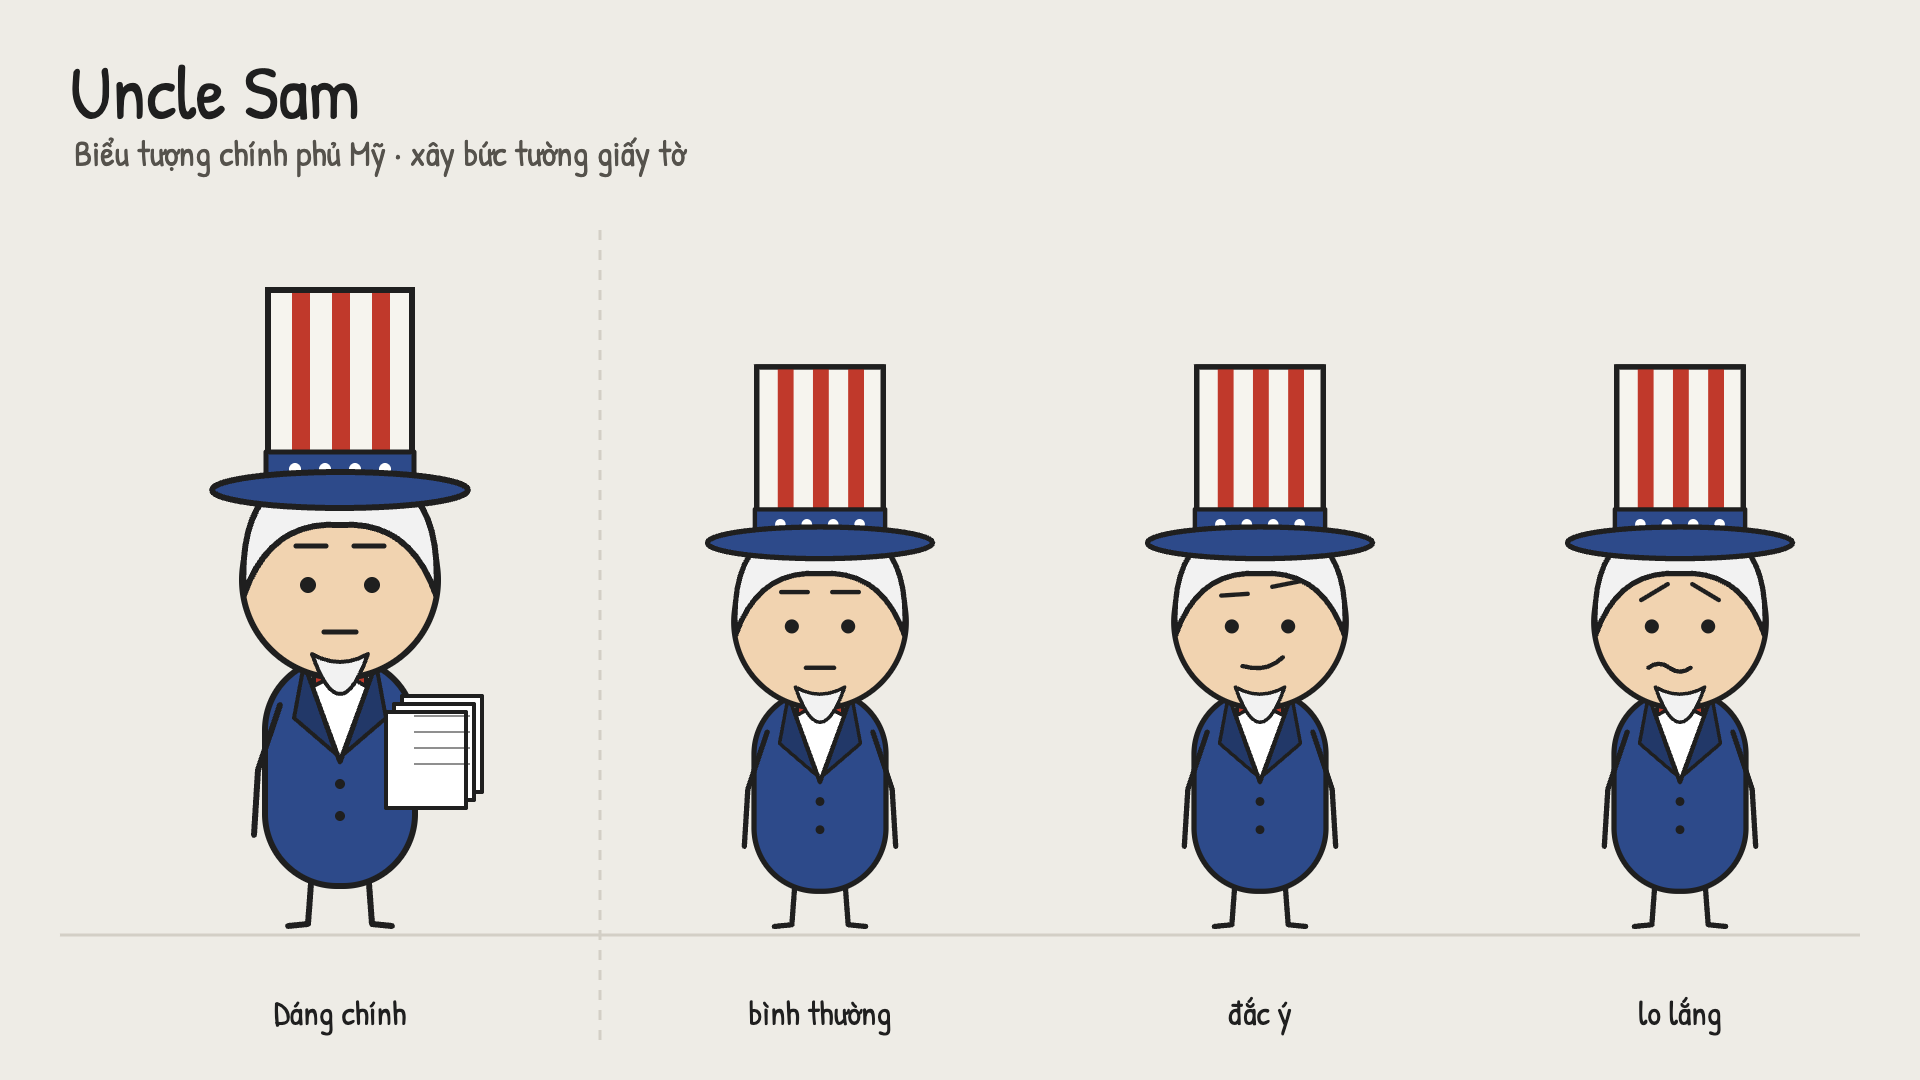 Uncle Sam
Biểu tượng chính phủ Mỹ · xây bức tường giấy tờ
Dáng chính
bình thường
đắc ý
lo lắng